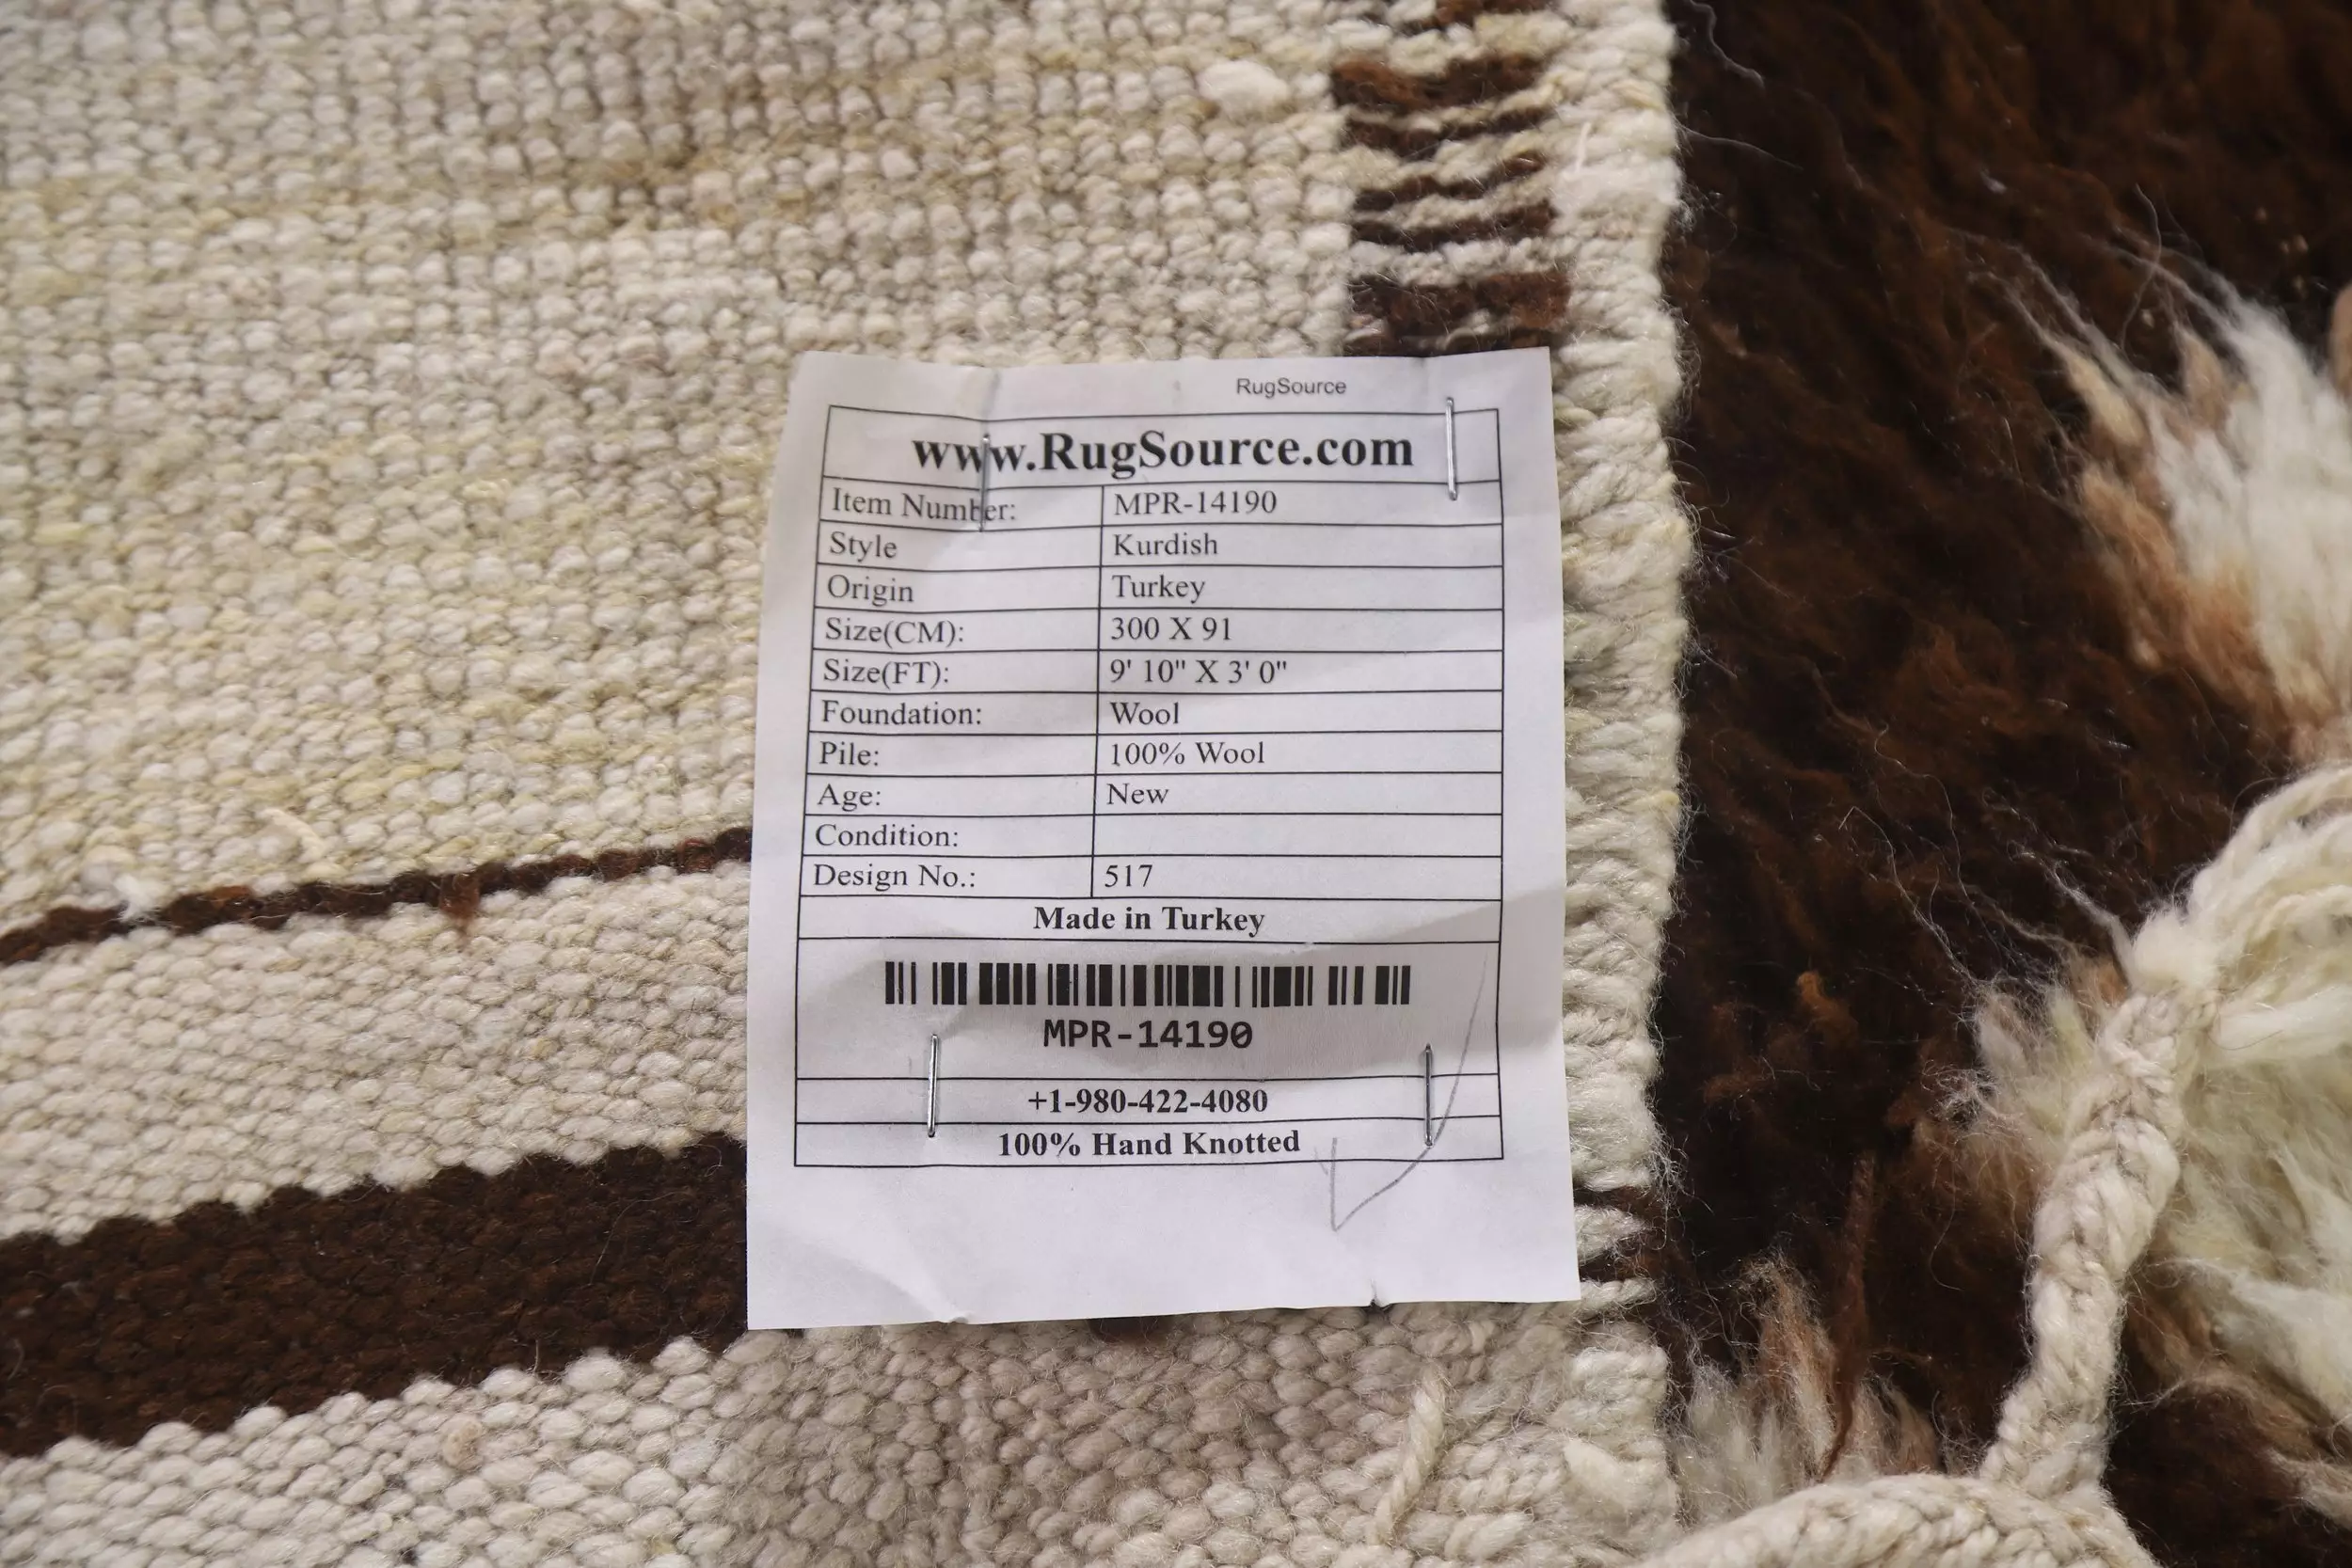 RugSource
www.RugSource.com
Item Number: MPR-14190
Style Kurdish
Origin Turkey
Size(CM): 300 X 91
Size(FT): 9' 10" X 3' 0"
Foundation: Wool
Pile: 100% Wool
Age: New
Condition:
Design No.: 517
Made in Turkey
MPR-14190
+1-980-422-4080
100% Hand Knotted